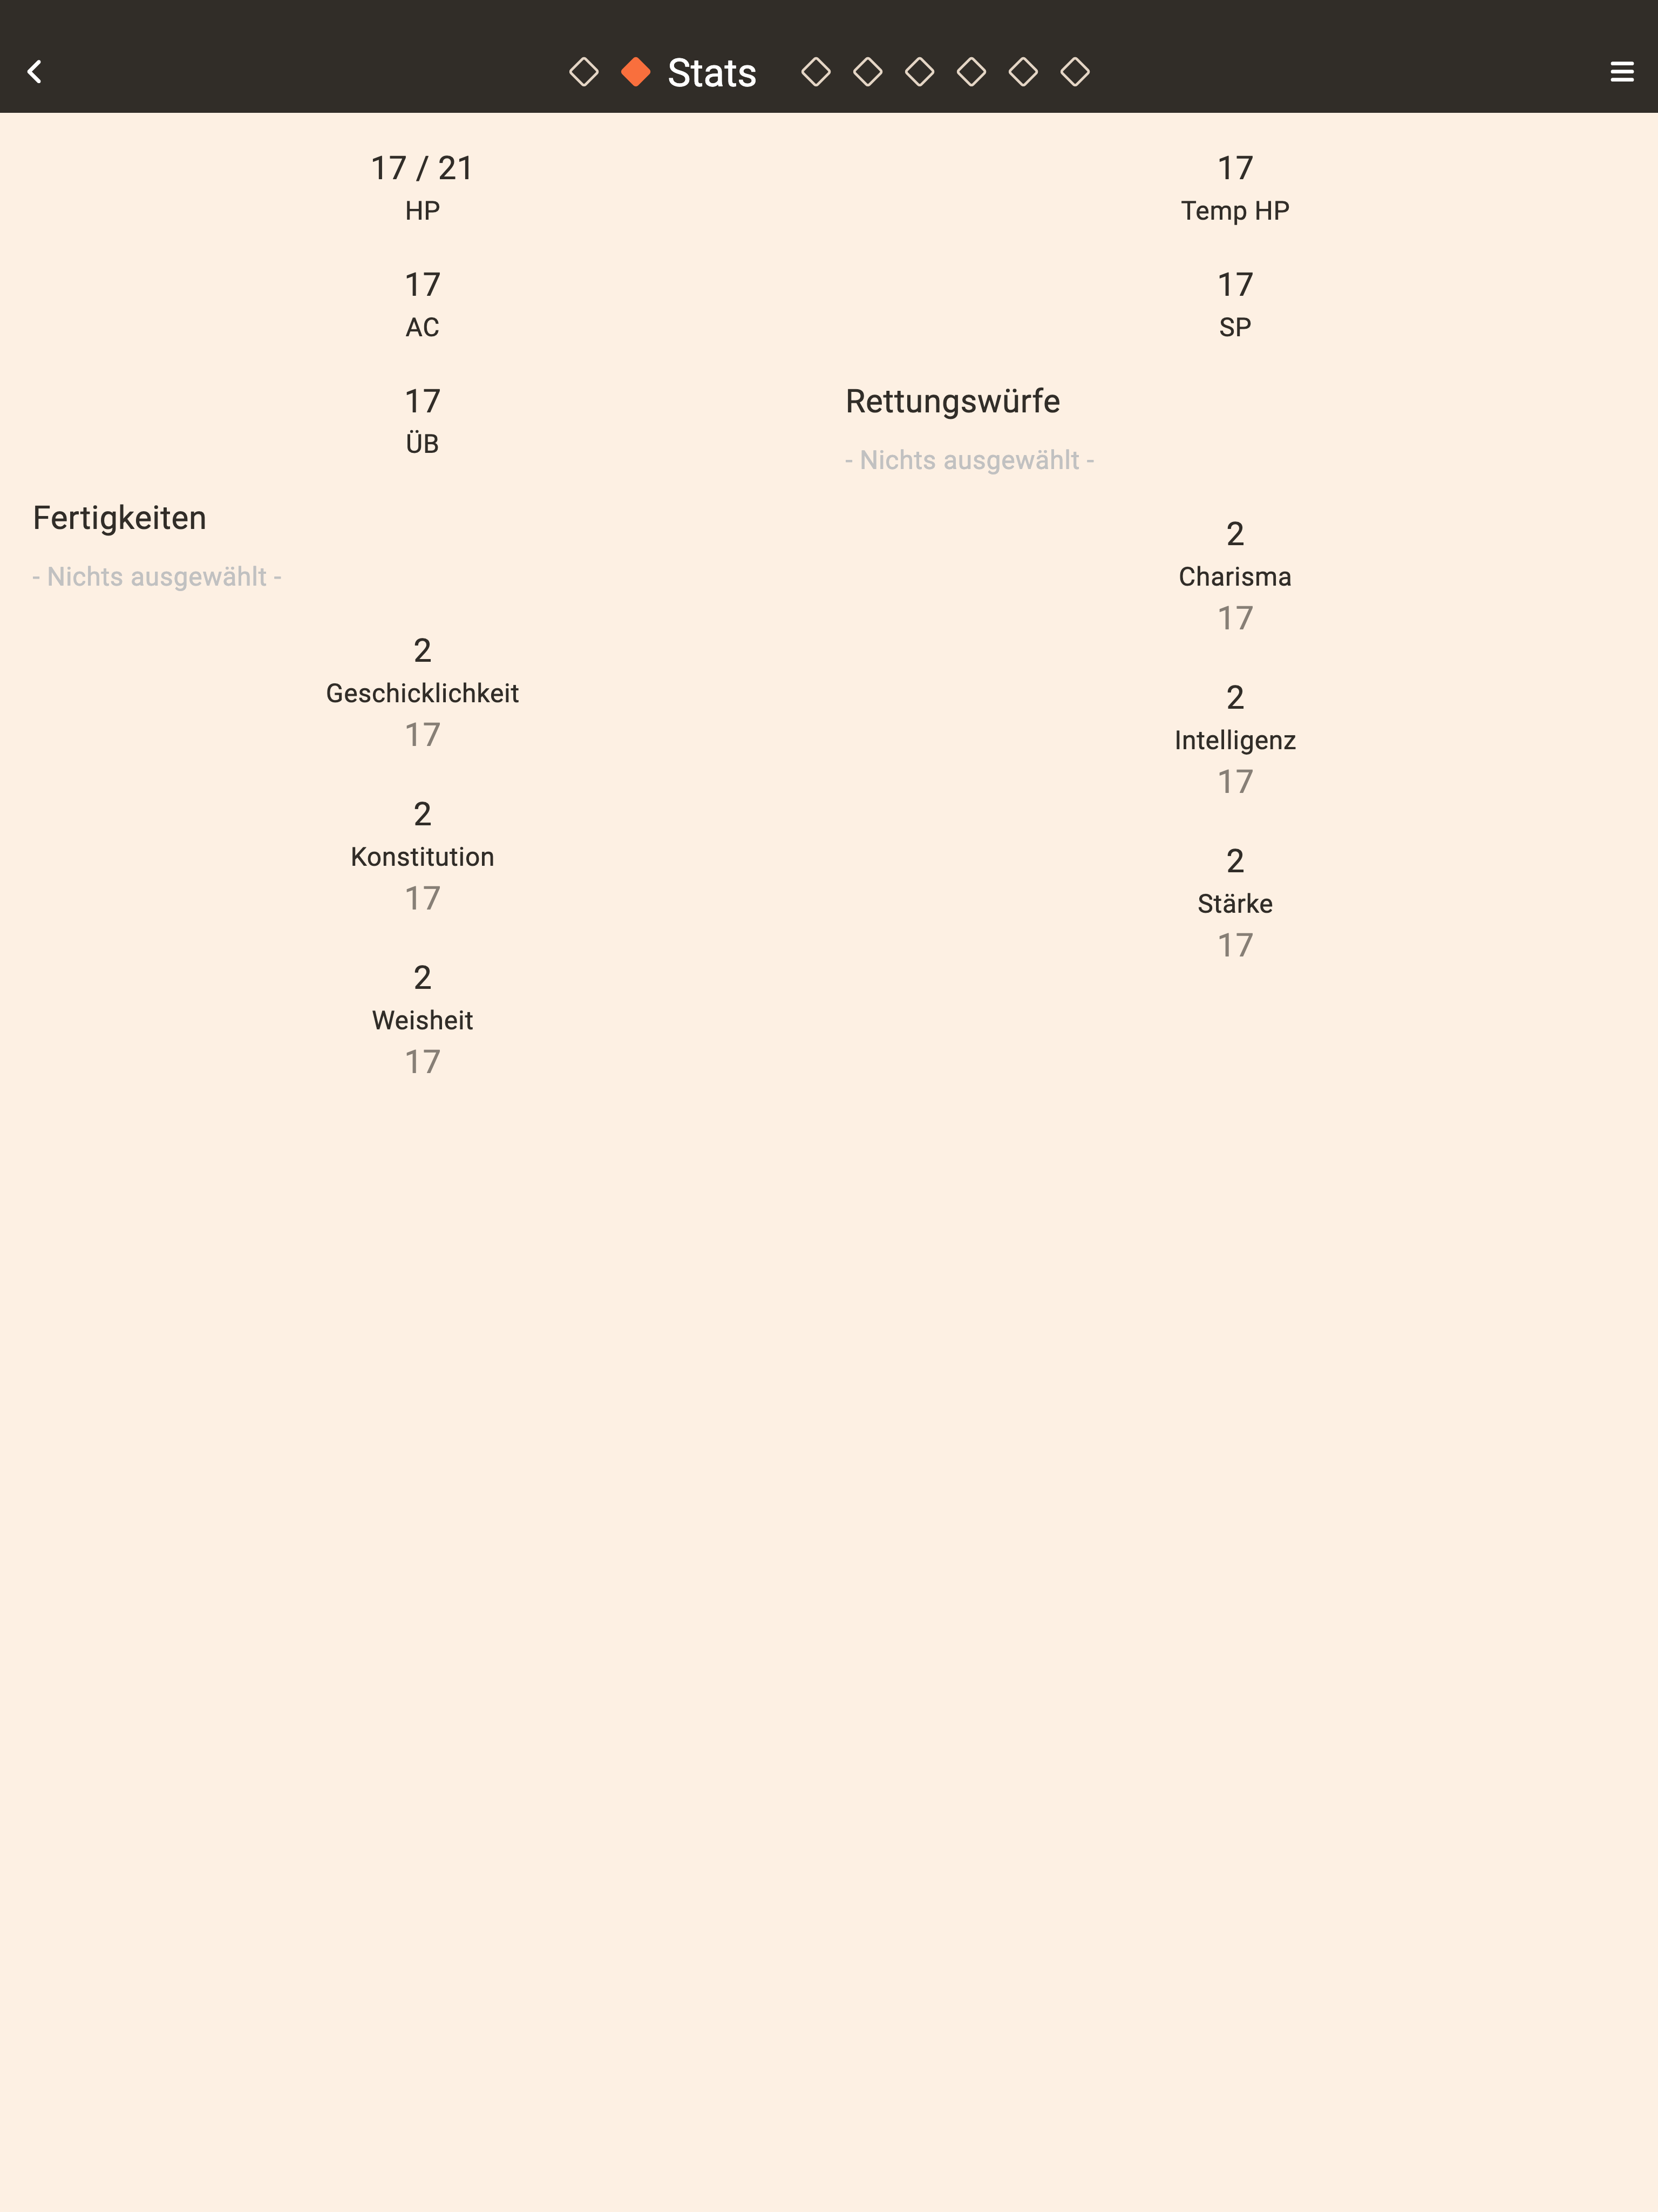 Stats
17 / 21
HP
17
Temp HP
17
AC
17
SP
17
ÜB
Rettungswürfe
- Nichts ausgewählt -
Fertigkeiten
- Nichts ausgewählt -
2
Charisma
17
2
Geschicklichkeit
17
2
Intelligenz
17
2
Konstitution
17
2
Stärke
17
2
Weisheit
17